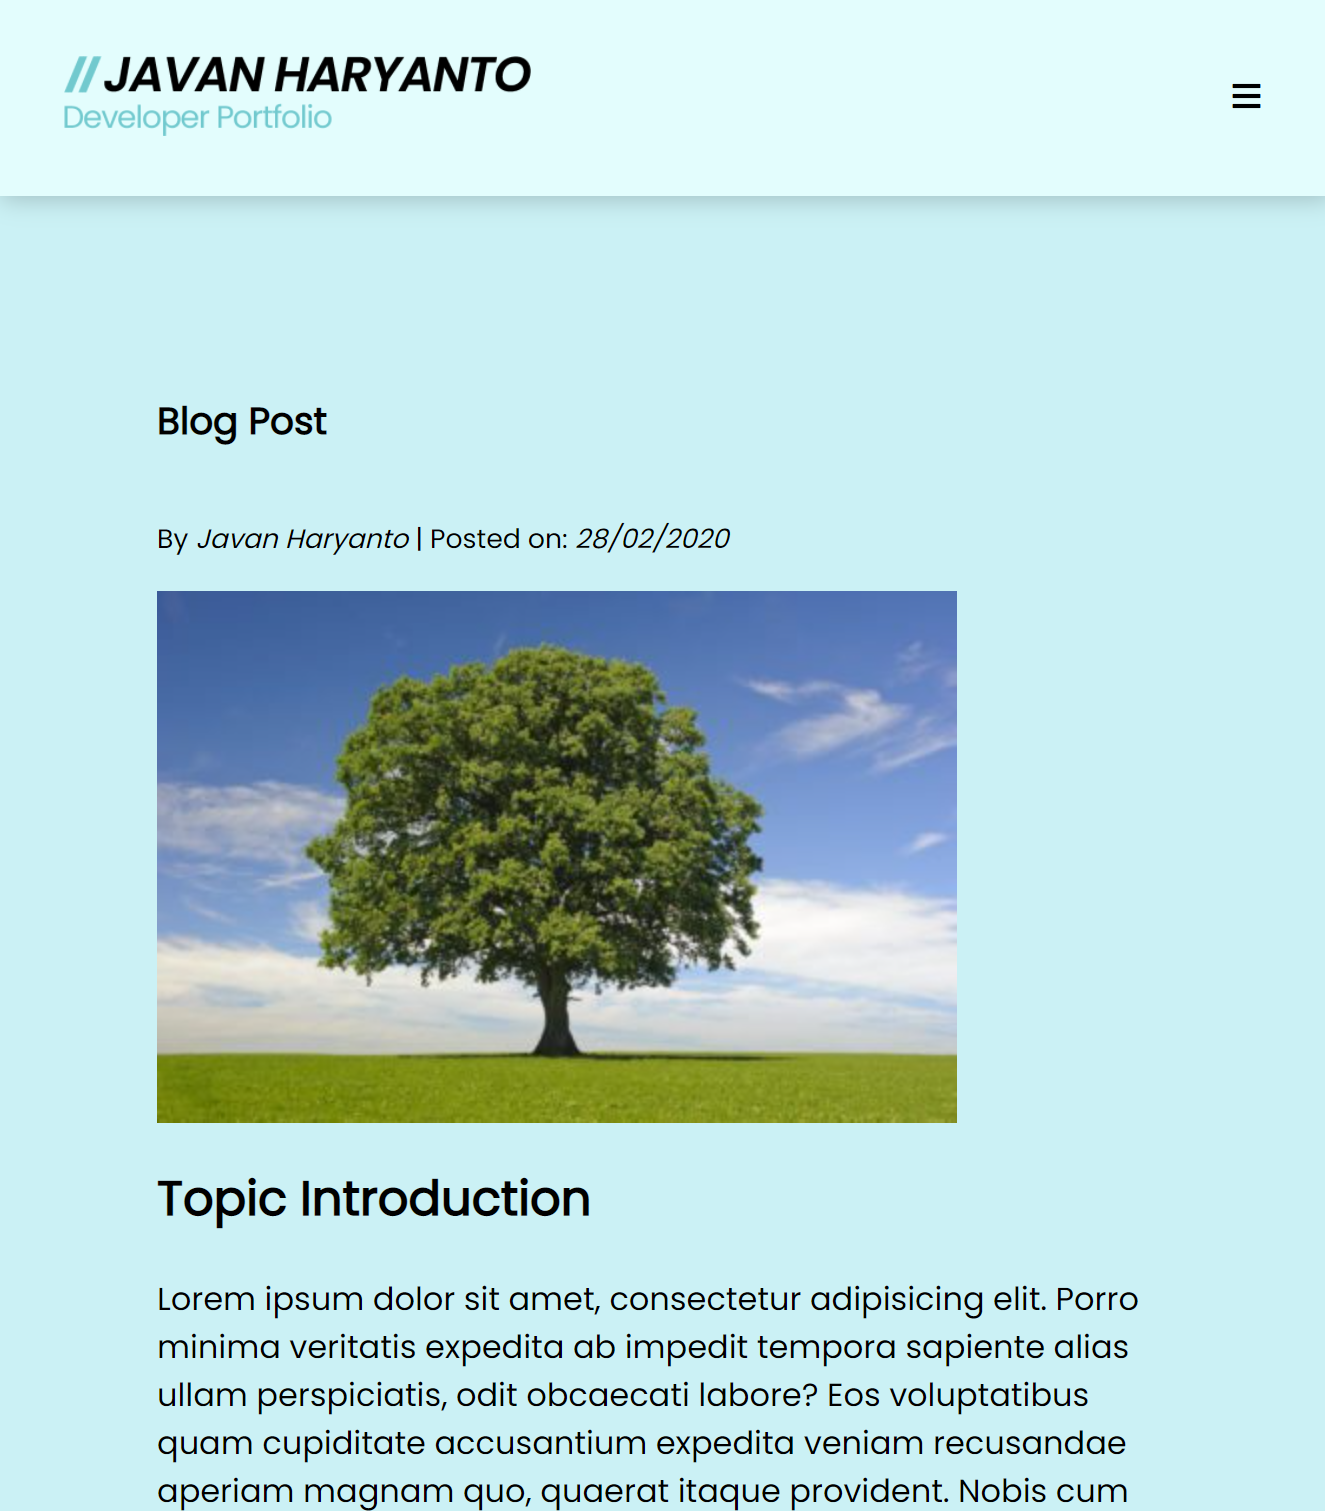 //JAVAN HARYANTO
Developer Portfolio
Blog Post
By Javan Haryanto | Posted on: 28/02/2020
Topic Introduction
Lorem ipsum dolor sit amet, consectetur adipisicing elit. Porro
minima veritatis expedita ab impedit tempora sapiente alias
ullam perspiciatis, odit obcaecati labore? Eos voluptatibus
quam cupiditate accusantium expedita veniam recusandae
aperiam magnam quo, quaerat itaque provident. Nobis cum